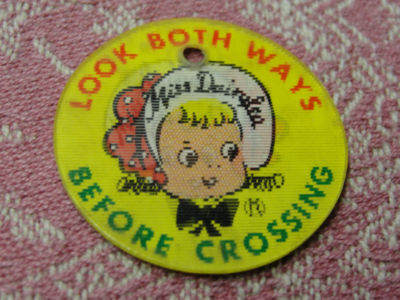 LOOK BOTH WAYS
Miss Dairylea
BEFORE CROSSING